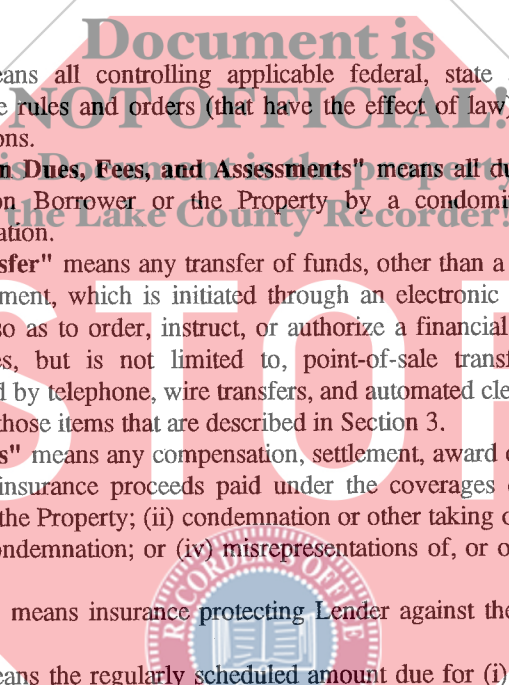 Document is
eans all controlling applicable federal, state
e rules and orders (that have the effect of law)
NOT OFFICIAL!
ons.
This Document is the property
n Dues, Fees, and Assessments" means all du
on Borrower or the Property by a condomi
the Lake County Recorder!
ation.
sfer" means any transfer of funds, other than a
ment, which is initiated through an electronic
so as to order, instruct, or authorize a financial
es, but is not limited to, point-of-sale transf
d by telephone, wire transfers, and automated cle
those items that are described in Section 3.
STOP
s" means any compensation, settlement, award
insurance proceeds paid under the coverages
the Property; (ii) condemnation or other taking o
ondemnation; or (iv) misrepresentations of, or o
RECORDER'S OFFICE
means insurance protecting Lender against the
eans the regularly scheduled amount due for (i)